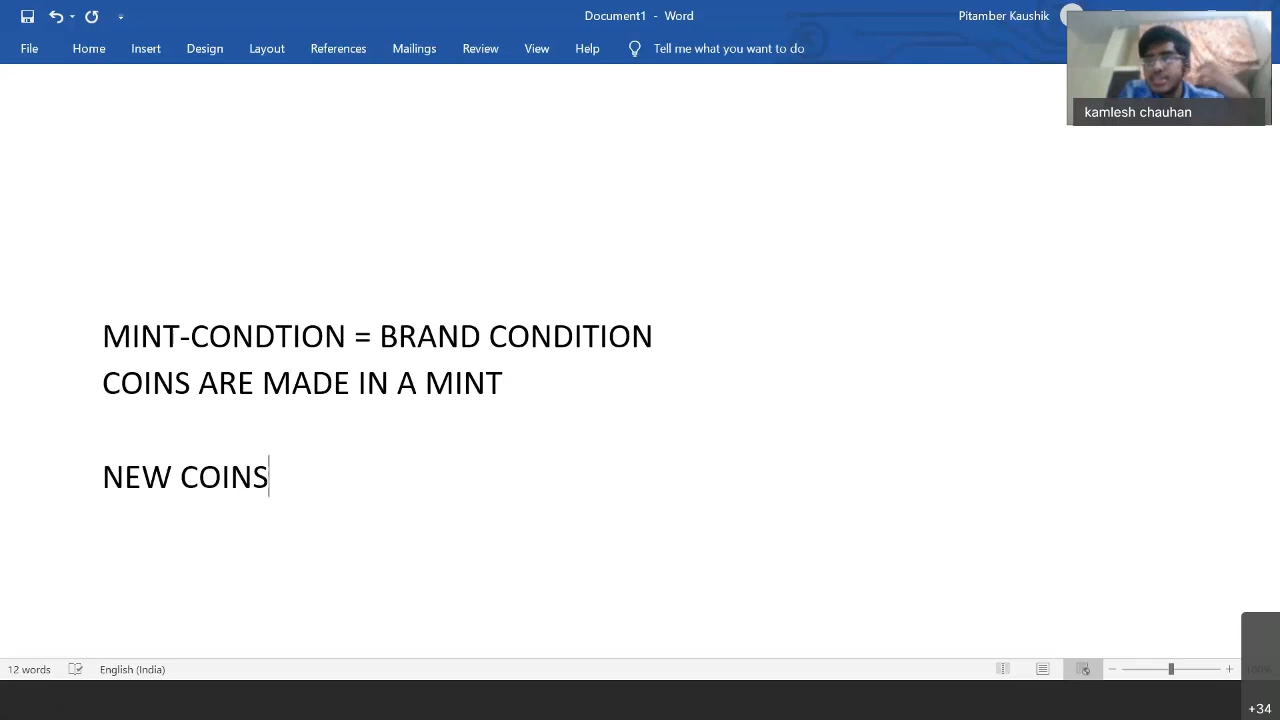 Document1 - Word
Pitamber Kaushik
File Home Insert Design Layout References Mailings Review View Help Tell me what you want to do
kamlesh chauhan
MINT-CONDTION = BRAND CONDITION
COINS ARE MADE IN A MINT
NEW COINS
12 words English (India)
100%
+34